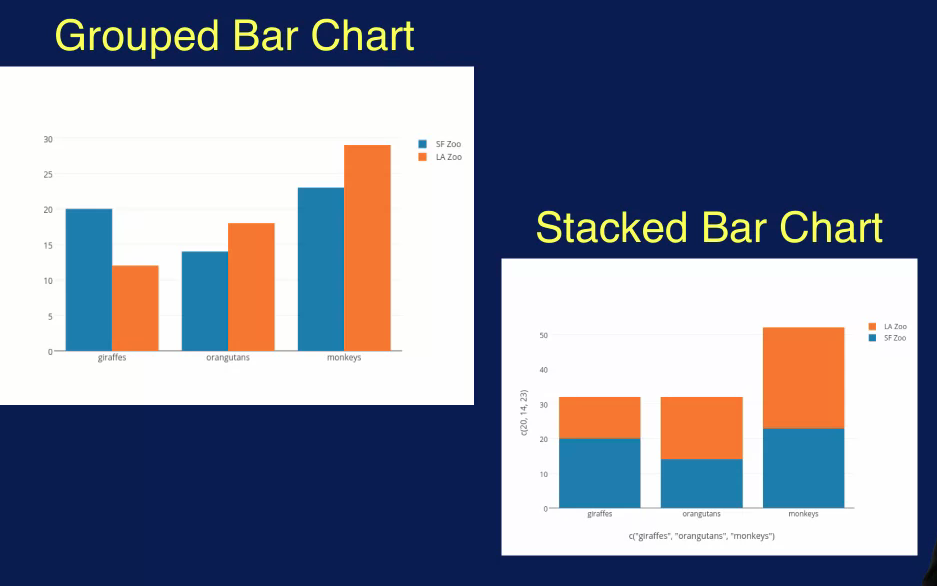 Grouped Bar Chart
30
25
20
15
10
5
0
giraffes orangutans monkeys
SF Zoo
LA Zoo
Stacked Bar Chart
50
40
30
20
10
0
c(20, 14, 23)
giraffes orangutans monkeys
c("giraffes", "orangutans", "monkeys")
LA Zoo
SF Zoo